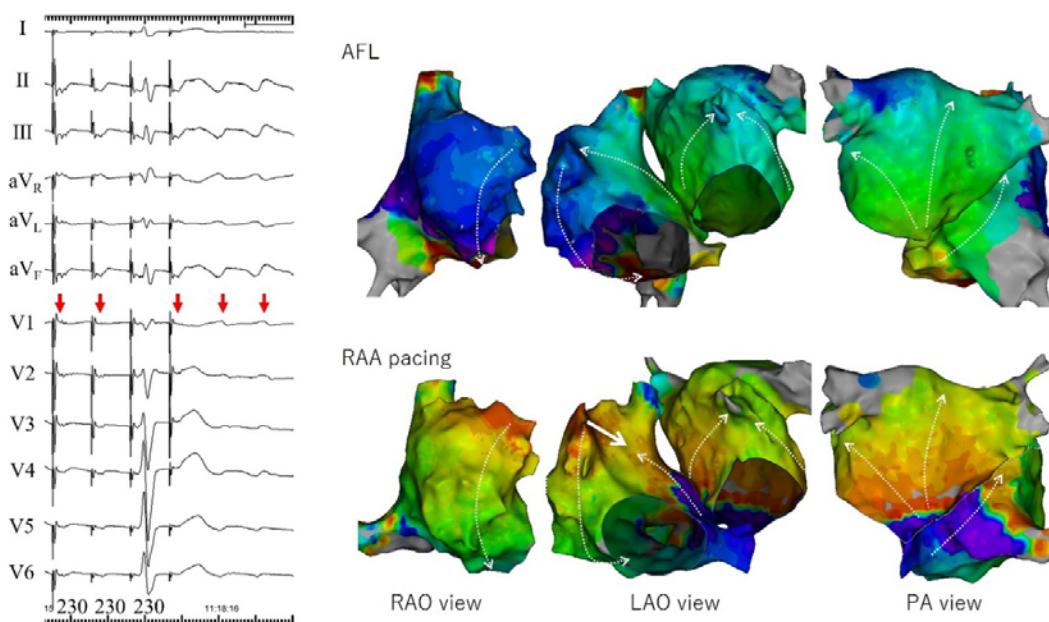 I
II
III
aVR
aVL
aVF
V1
V2
V3
V4
V5
V6
230 230 230
11:18:16
AFL
RAA pacing
RAO view
LAO view
PA view